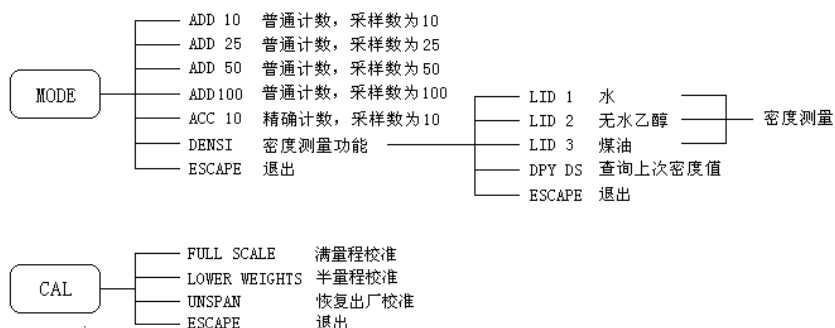 MODE
ADD 10 普通计数，采样数为10
ADD 25 普通计数，采样数为25
ADD 50 普通计数，采样数为50
ADD100 普通计数，采样数为100
ACC 10 精确计数，采样数为10
DENSI 密度测量功能
ESCAPE 退出
LID 1 水
LID 2 无水乙醇
LID 3 煤油
DPY DS 查询上次密度值
ESCAPE 退出
密度测量
CAL
FULL SCALE 满量程校准
LOWER WEIGHTS 半量程校准
UNSPAN 恢复出厂校准
ESCAPE 退出